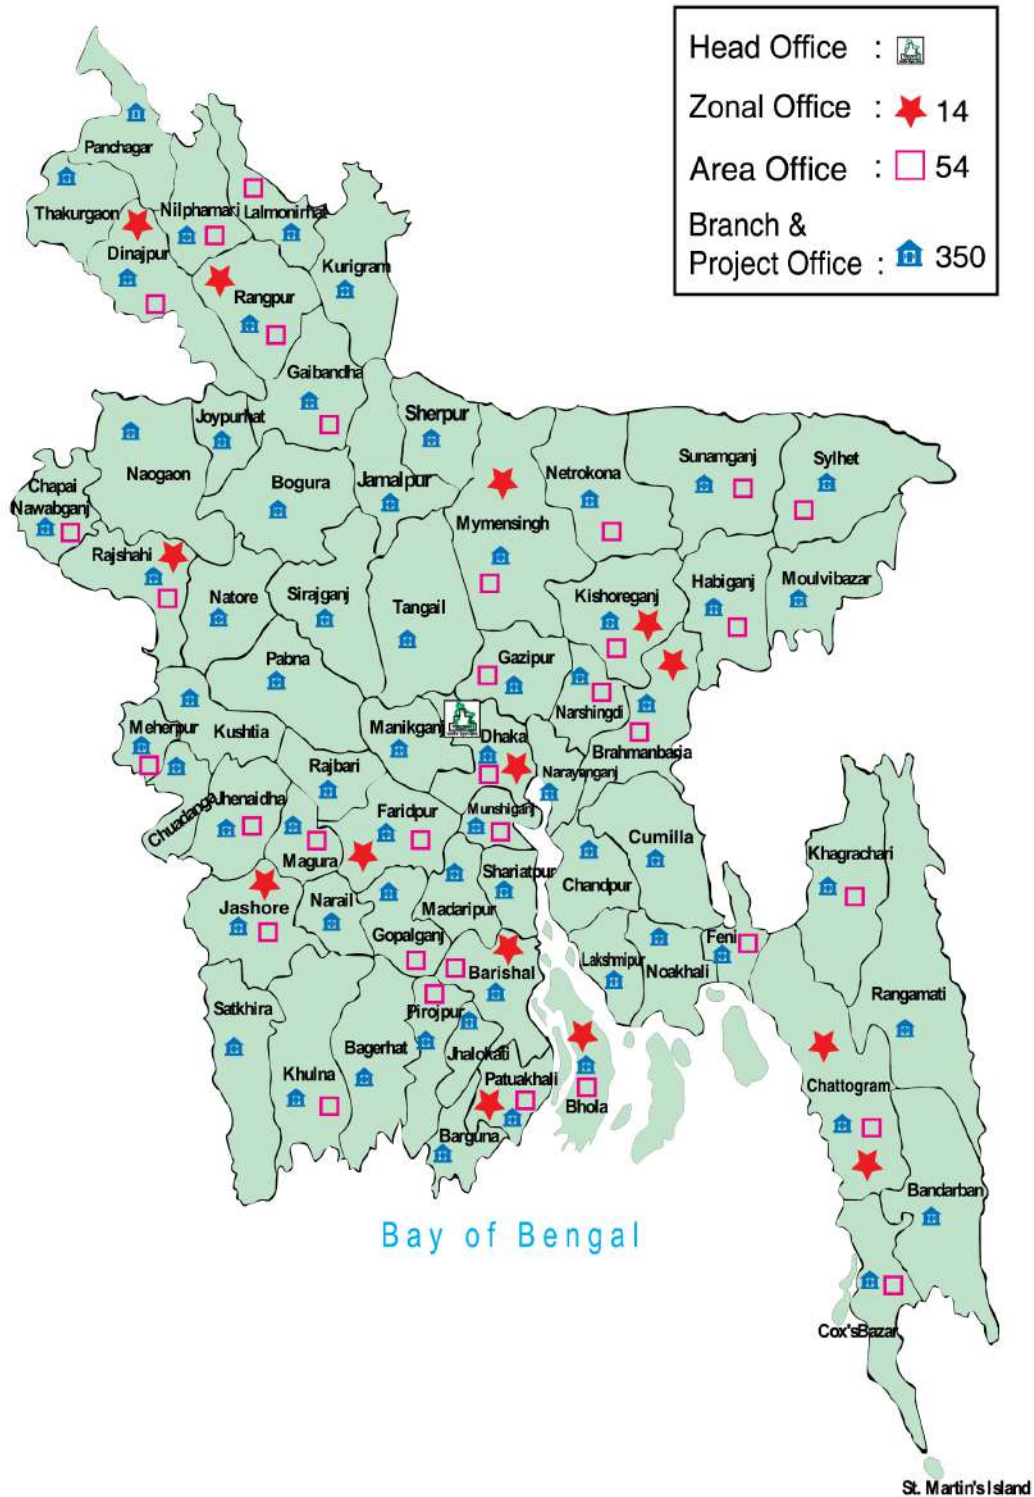 Head Office :
Zonal Office : 14
Area Office : 54
Branch &
Project Office : 350
Panchagar
Thakurgaon
Nilphamari
Lalmonirhat
Dinajpur
Kurigram
Rangpur
Gaibandha
Joypurhat
Sherpur
Naogaon
Bogura
Jamalpur
Netrokona
Sunamganj
Sylhet
Chapai
Nawabganj
Mymensingh
Rajshahi
Natore
Sirajganj
Tangail
Kishoreganj
Habiganj
Moulvibazar
Pabna
Gazipur
Narshingdi
Meherpur
Kushtia
Manikganj
Dhaka
Brahmanbaria
Rajbari
Narayanganj
Chuadanga
Jhenaidha
Faridpur
Munshiganj
Cumilla
Magura
Khagrachari
Shariatpur
Chandpur
Jashore
Narail
Madaripur
Gopalganj
Feni
Lakshmipur
Noakhali
Barishal
Rangamati
Satkhira
Pirojpur
Bagerhat
Jhalokati
Khulna
Patuakhali
Bhola
Chattogram
Barguna
Bandarban
Bay of Bengal
Cox'sBazar
St. Martin's Island